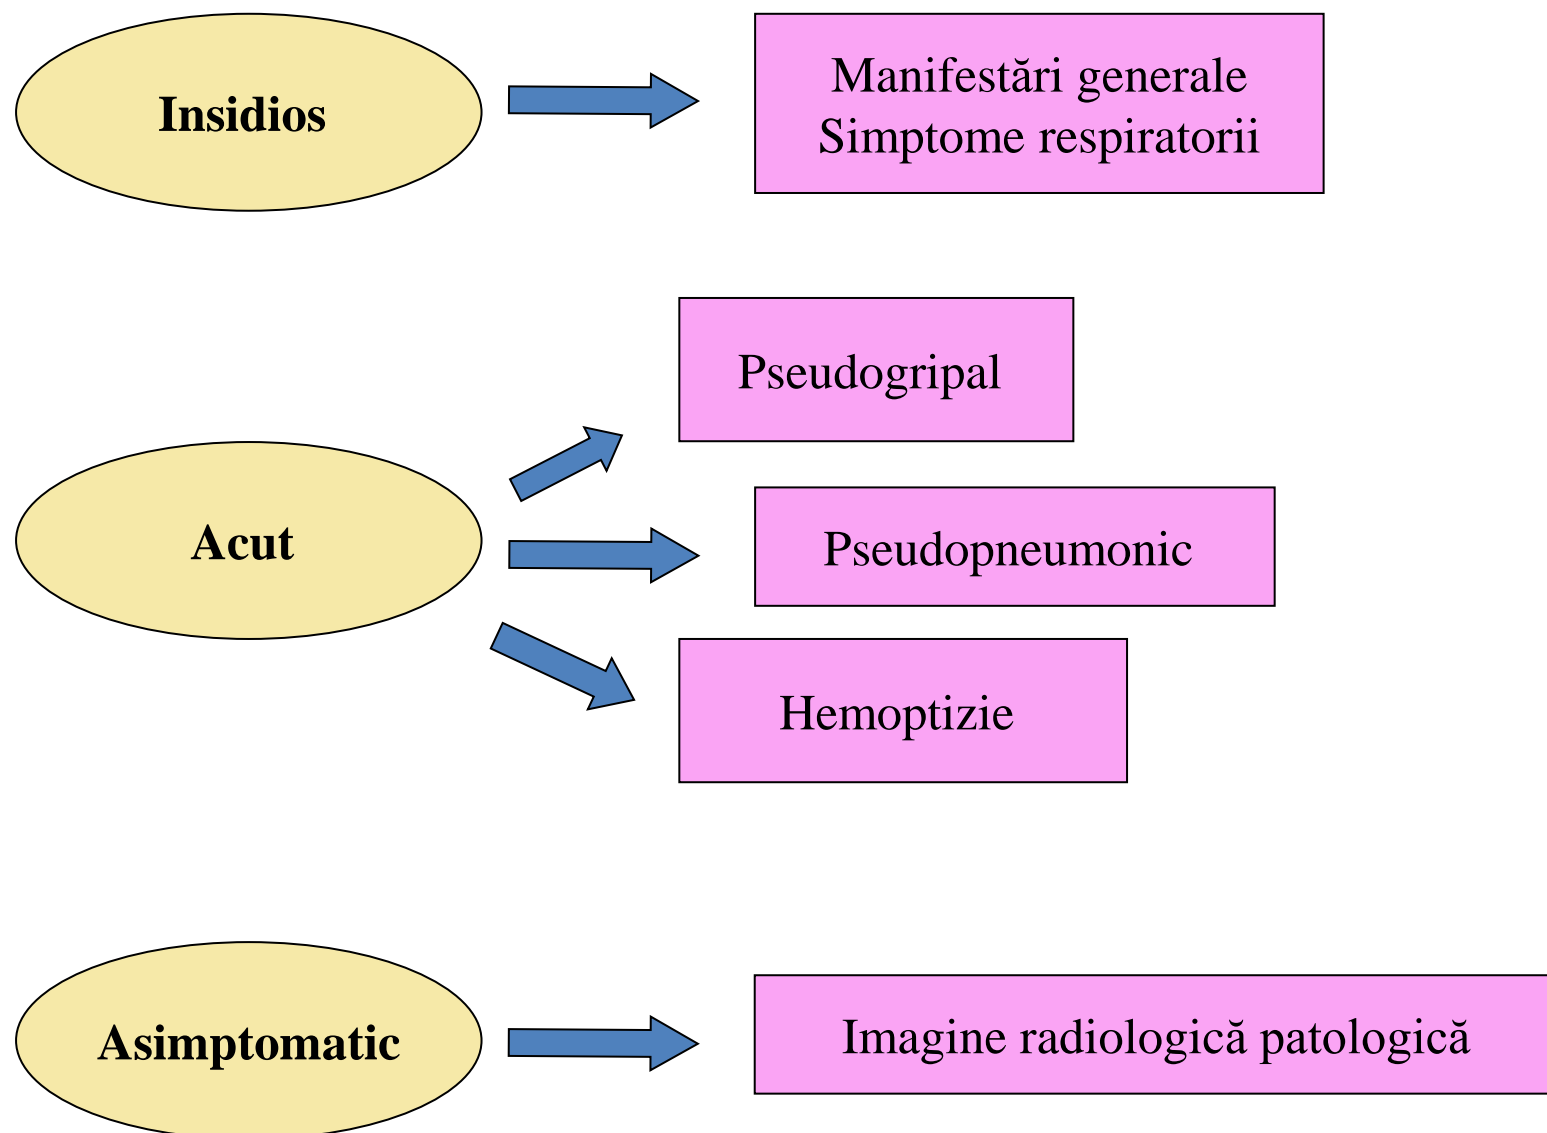 Insidios
Manifestări generale
Simptome respiratorii
Pseudogripal
Acut
Pseudopneumonic
Hemoptizie
Asimptomatic
Imagine radiologică patologică